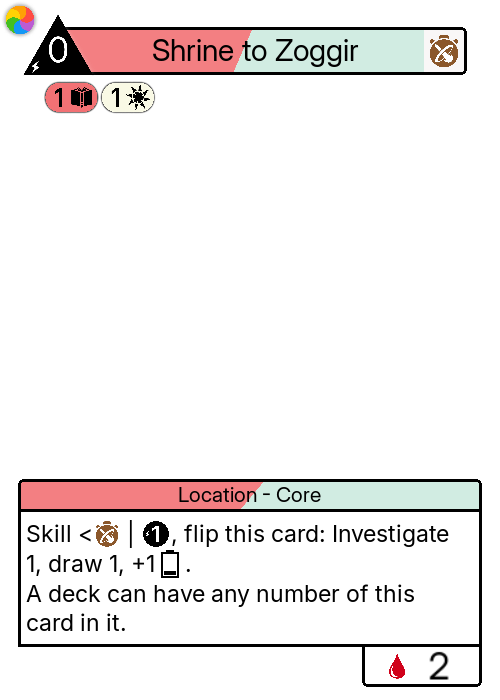 0
Shrine to Zoggir
1 1
Location - Core
Skill < | 1, flip this card: Investigate
1, draw 1, +1 .
A deck can have any number of this
card in it.
2